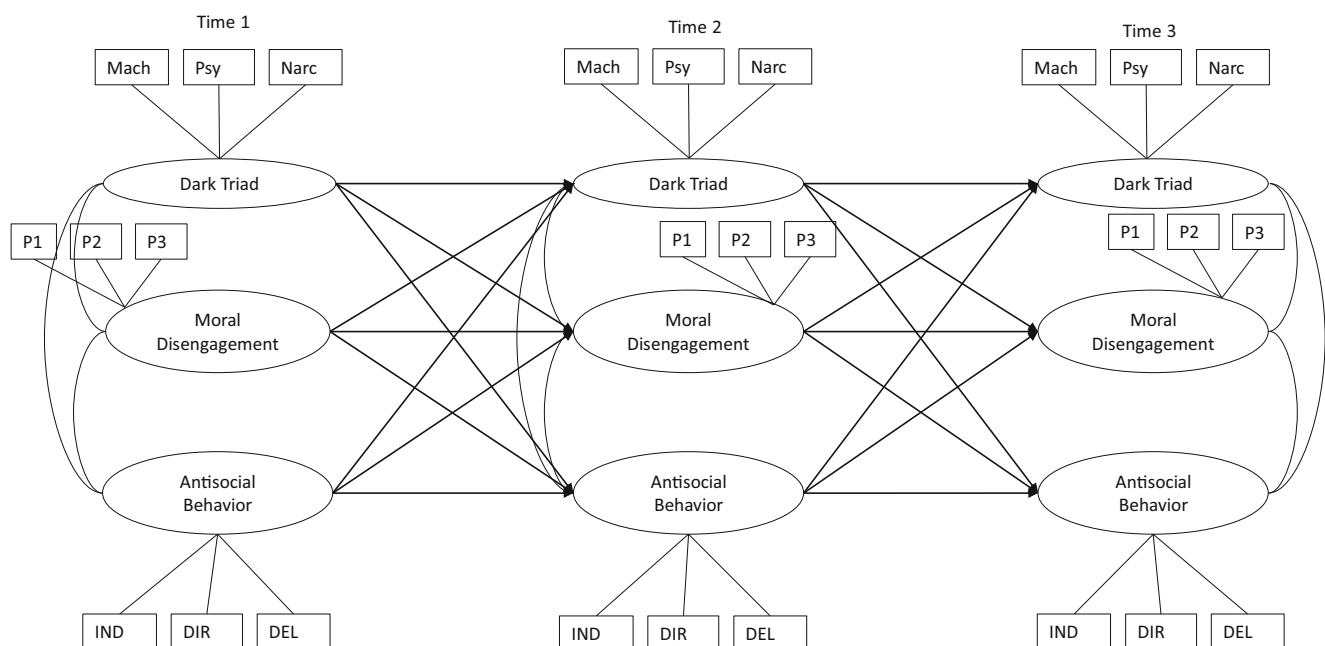 Time 1
Time 2
Time 3
Mach Psy Narc
Mach Psy Narc
Mach Psy Narc
Dark Triad
Dark Triad
Dark Triad
P1 P2 P3
P1 P2 P3
P1 P2 P3
Moral
Disengagement
Moral
Disengagement
Moral
Disengagement
Antisocial
Behavior
Antisocial
Behavior
Antisocial
Behavior
IND DIR DEL
IND DIR DEL
IND DIR DEL